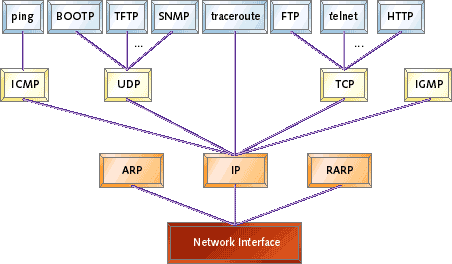 ping BOOTP TFTP SNMP traceroute FTP telnet HTTP
... ...
ICMP UDP TCP IGMP
ARP IP RARP
Network Interface